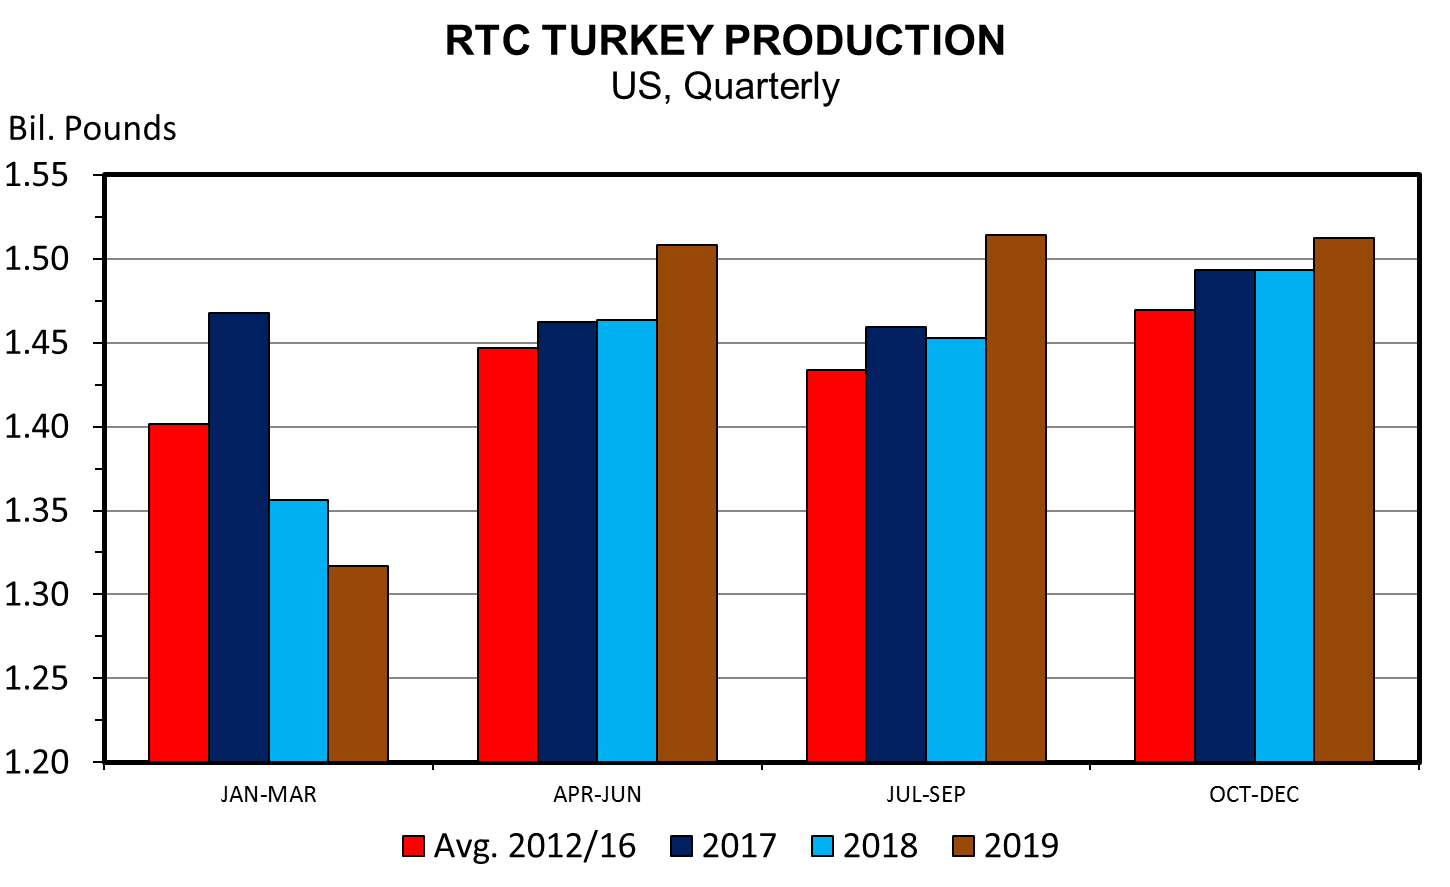 RTC TURKEY PRODUCTION
US, Quarterly
Bil. Pounds
1.55
1.50
1.45
1.40
1.35
1.30
1.25
1.20
JAN-MAR APR-JUN JUL-SEP OCT-DEC
Avg. 2012/16 2017 2018 2019